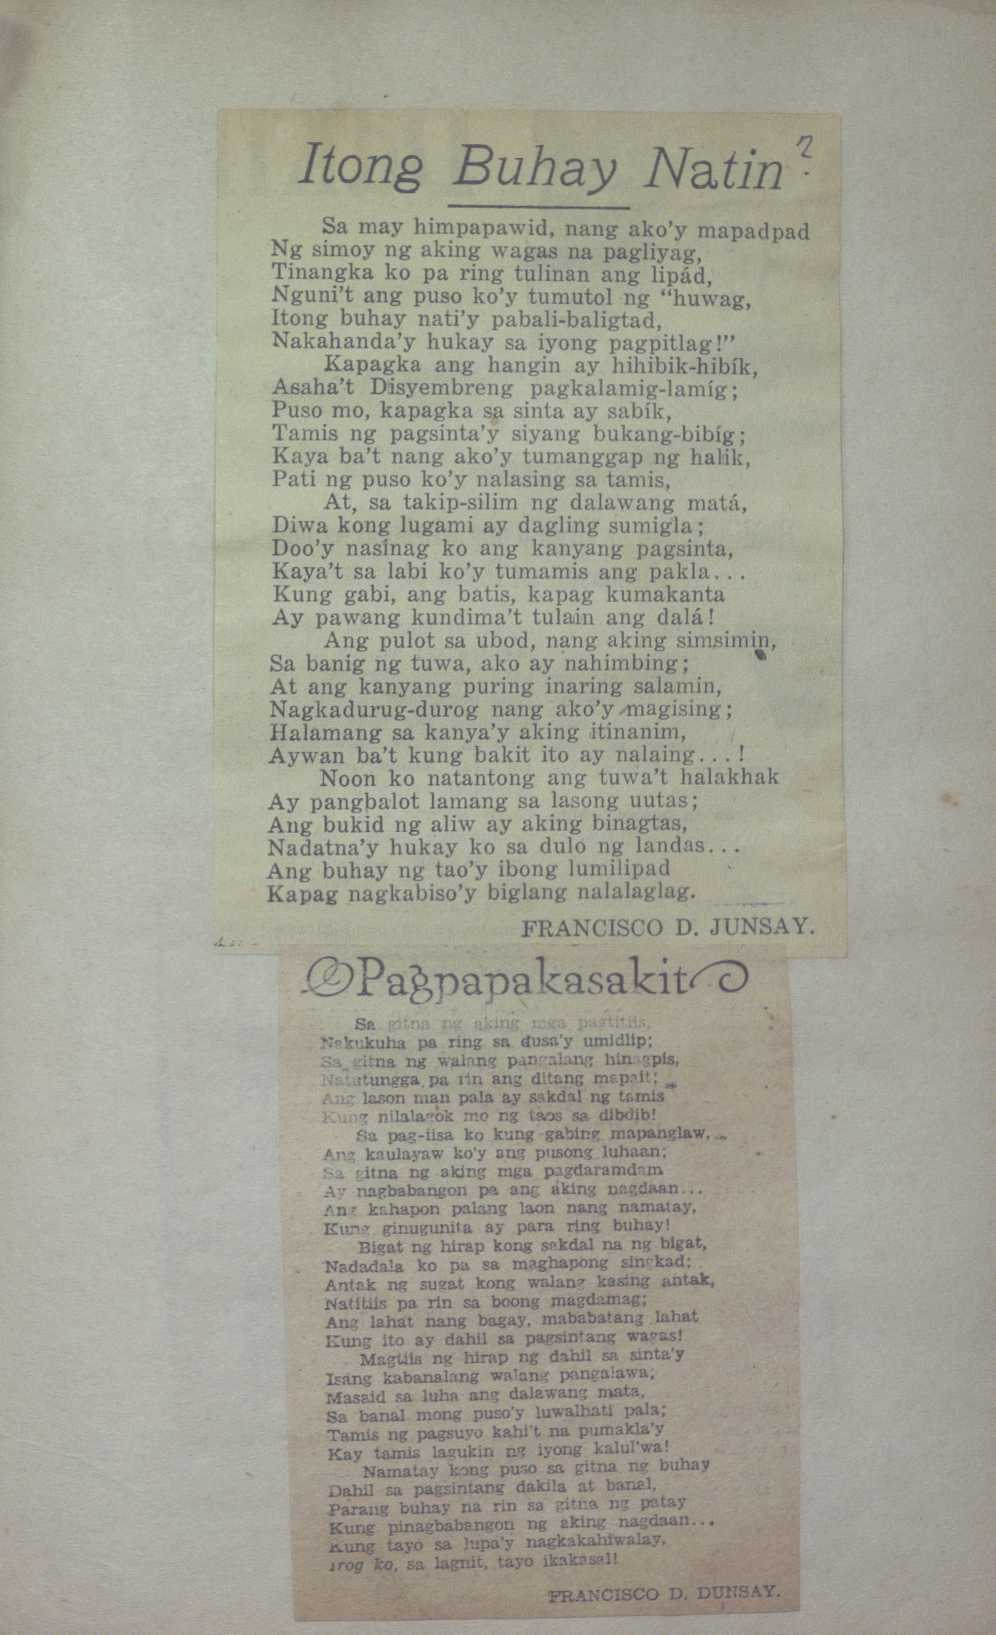 Itong Buhay Natin ?
Sa may himpapawid, nang ako'y mapadpad
Ng simoy ng aking wagas na pagliyag,
Tinangka ko pa ring tulinan ang lipád,
Nguni't ang puso ko'y tumutol ng “huwag,
Itong buhay nati'y pabali-baligtad,
Nakahanda'y hukay sa iyong pagpitlag!”
Kapagka ang hangin ay hihibik-hibík,
Asaha't Disyembreng pagkalamig-lamíg;
Puso mo, kapagka sa sinta ay sabík,
Tamis ng pagsinta'y siyang bukang-bibíg;
Kaya ba't nang ako'y tumanggap ng halik,
Pati ng puso ko'y nalasing sa tamis,
At, sa takip-silim ng dalawang matá,
Diwa kong lugami ay dagling sumigla;
Doo'y nasinag ko ang kanyang pagsinta,
Kaya't sa labi ko'y tumamis ang pakla...
Kung gabi, ang batis, kapag kumakanta
Ay pawang kundima't tulain ang dalá!
Ang pulot sa ubod, nang aking simsimin,
Sa banig ng tuwa, ako ay nahimbing;
At ang kanyang puring inaring salamin,
Nagkadurug-durog nang ako'y magising;
Halamang sa kanya'y aking itinanim,
Aywan ba't kung bakit ito ay nalaing...!
Noon ko natantong ang tuwa't halakhak
Ay pangbalot lamang sa lasong uutas;
Ang bukid ng aliw ay aking binagtas,
Nadatna'y hukay ko sa dulo ng landas...
Ang buhay ng tao'y ibong lumilipad
Kapag nagkabiso'y biglang nalalaglag.
FRANCISCO D. JUNSAY.
Pagpapakasakit
Sa gitna ng aking mga pagtitiis,
Nakukuha pa ring sa dusa'y umidlip;
Sa gitna ng walang pangalang hinagpis,
Natutungga pa rin ang ditang mapait;
Ang lason man pala ay sakdal ng tamis
Kung nilalagok mo ng taos sa dibdib!
Sa pag-iisa ko kung gabing mapanglaw,
Ang kaulayaw ko'y ang pusong luhaan;
Sa gitna ng aking mga pagdaramdam
Ay nagbabangon pa ang aking nagdaan...
Ang kahapon palang laon nang namatay,
Kung ginugunita ay para ring buhay!
Bigat ng hirap kong sakdal na ng bigat,
Nadadala ko pa sa maghapong singkad;
Antak ng sugat kong walang kasing antak,
Natitiis pa rin sa boong magdamag;
Ang lahat nang bagay, mababatang lahat
Kung ito ay dahil sa pagsintang wagas!
Magtiis ng hirap ng dahil sa sinta'y
Isang kabanalang walang pangalawa;
Masaid sa luha ang dalawang mata,
Sa banal mong puso'y luwalhati pala;
Tamis ng pagsuyo kahi't na pumakla'y
Kay tamis lagukin ng iyong kalul'wa!
Namatay kong puso sa gitna ng buhay
Dahil sa pagsintang dakila at banal,
Parang buhay na rin sa gitna ng patay
Kung pinagbabangon ng aking nagdaan...
Kung tayo sa lupa'y nagkakahiwalay,
Irog ko, sa lagnit, tayo ikakasal!
FRANCISCO D. DUNSAY.